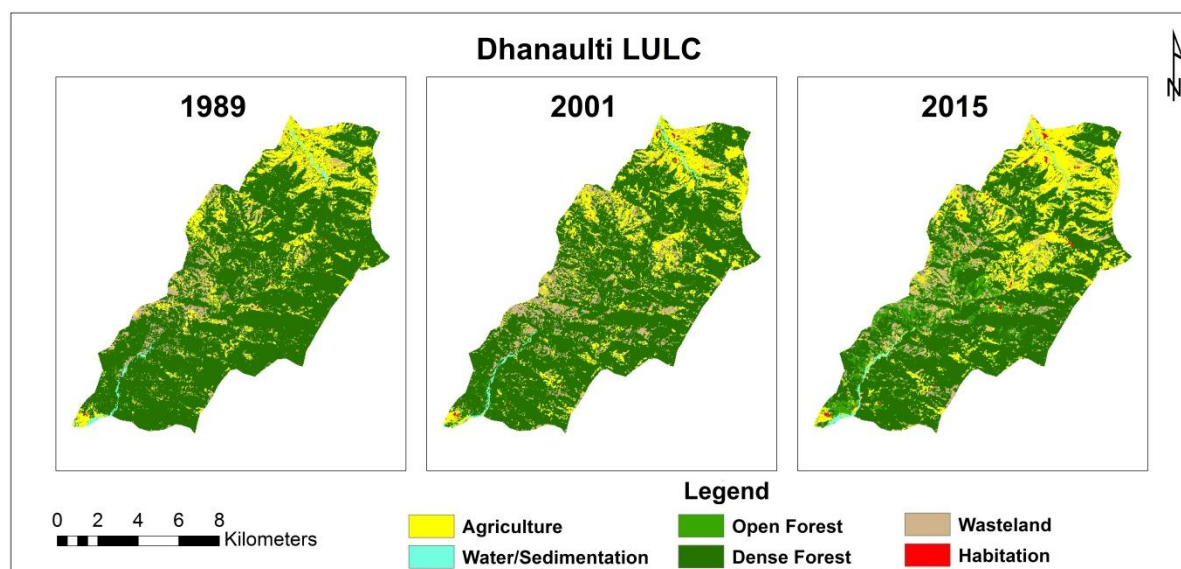 Dhanaulti LULC
N
1989
2001
2015
Legend
0 2 4 6 8
Kilometers
Agriculture
Open Forest
Wasteland
Water/Sedimentation
Dense Forest
Habitation